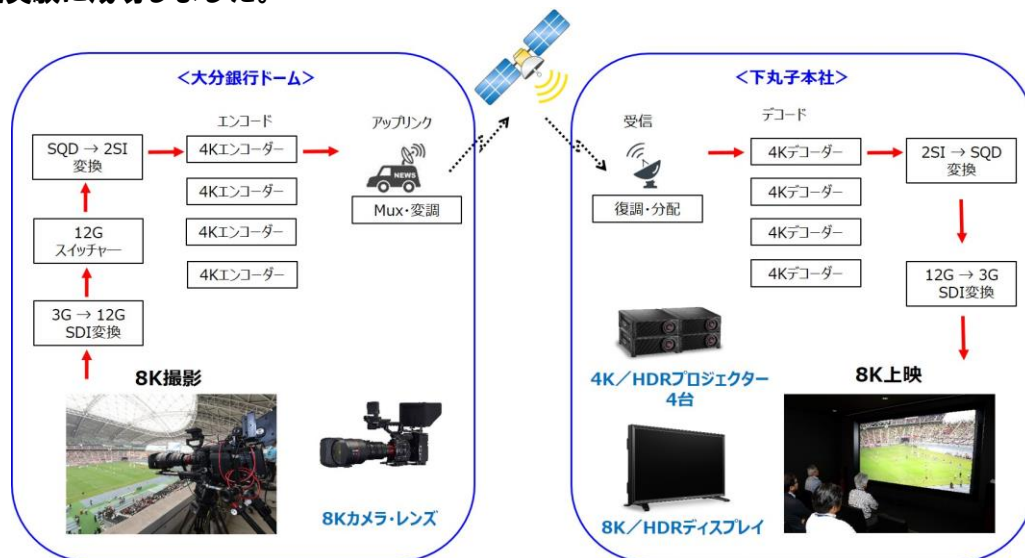 に成功しました。
<大分銀行ドーム>
エンコード
アップリンク
SQD → 2SI
変換
4Kエンコーダー
4Kエンコーダー
4Kエンコーダー
4Kエンコーダー
NEWS
Mux・変調
12G
スイッチャー
3G → 12G
SDI変換
8K撮影
8Kカメラ・レンズ
<下丸子本社>
受信
デコード
復調・分配
4Kデコーダー
4Kデコーダー
4Kデコーダー
4Kデコーダー
2SI → SQD
変換
12G → 3G
SDI変換
4K/HDRプロジェクター
4台
8K/HDRディスプレイ
8K上映